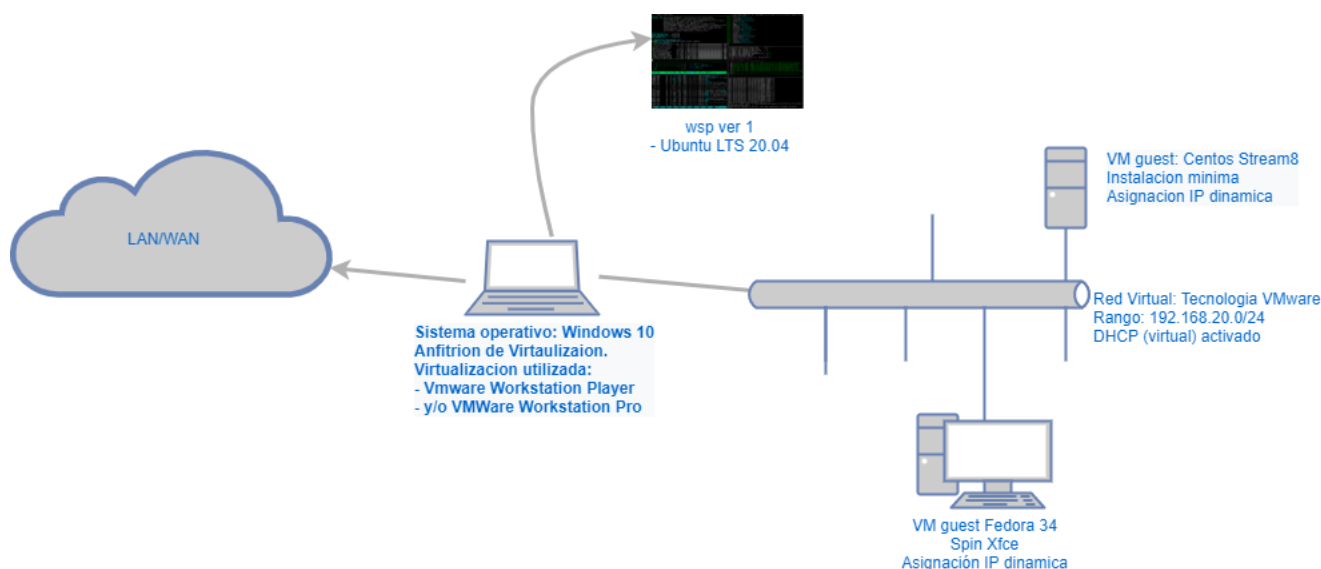 wsp ver 1
- Ubuntu LTS 20.04
VM guest: Centos Stream8
Instalacion minima
Asignacion IP dinamica
LAN/WAN
Red Virtual: Tecnologia VMware
Rango: 192.168.20.0/24
DHCP (virtual) activado
Sistema operativo: Windows 10
Anfitrion de Virtaulizaion.
Virtualizacion utilizada:
- Vmware Workstation Player
- y/o VMWare Workstation Pro
VM guest Fedora 34
Spin Xfce
Asignación IP dinamica